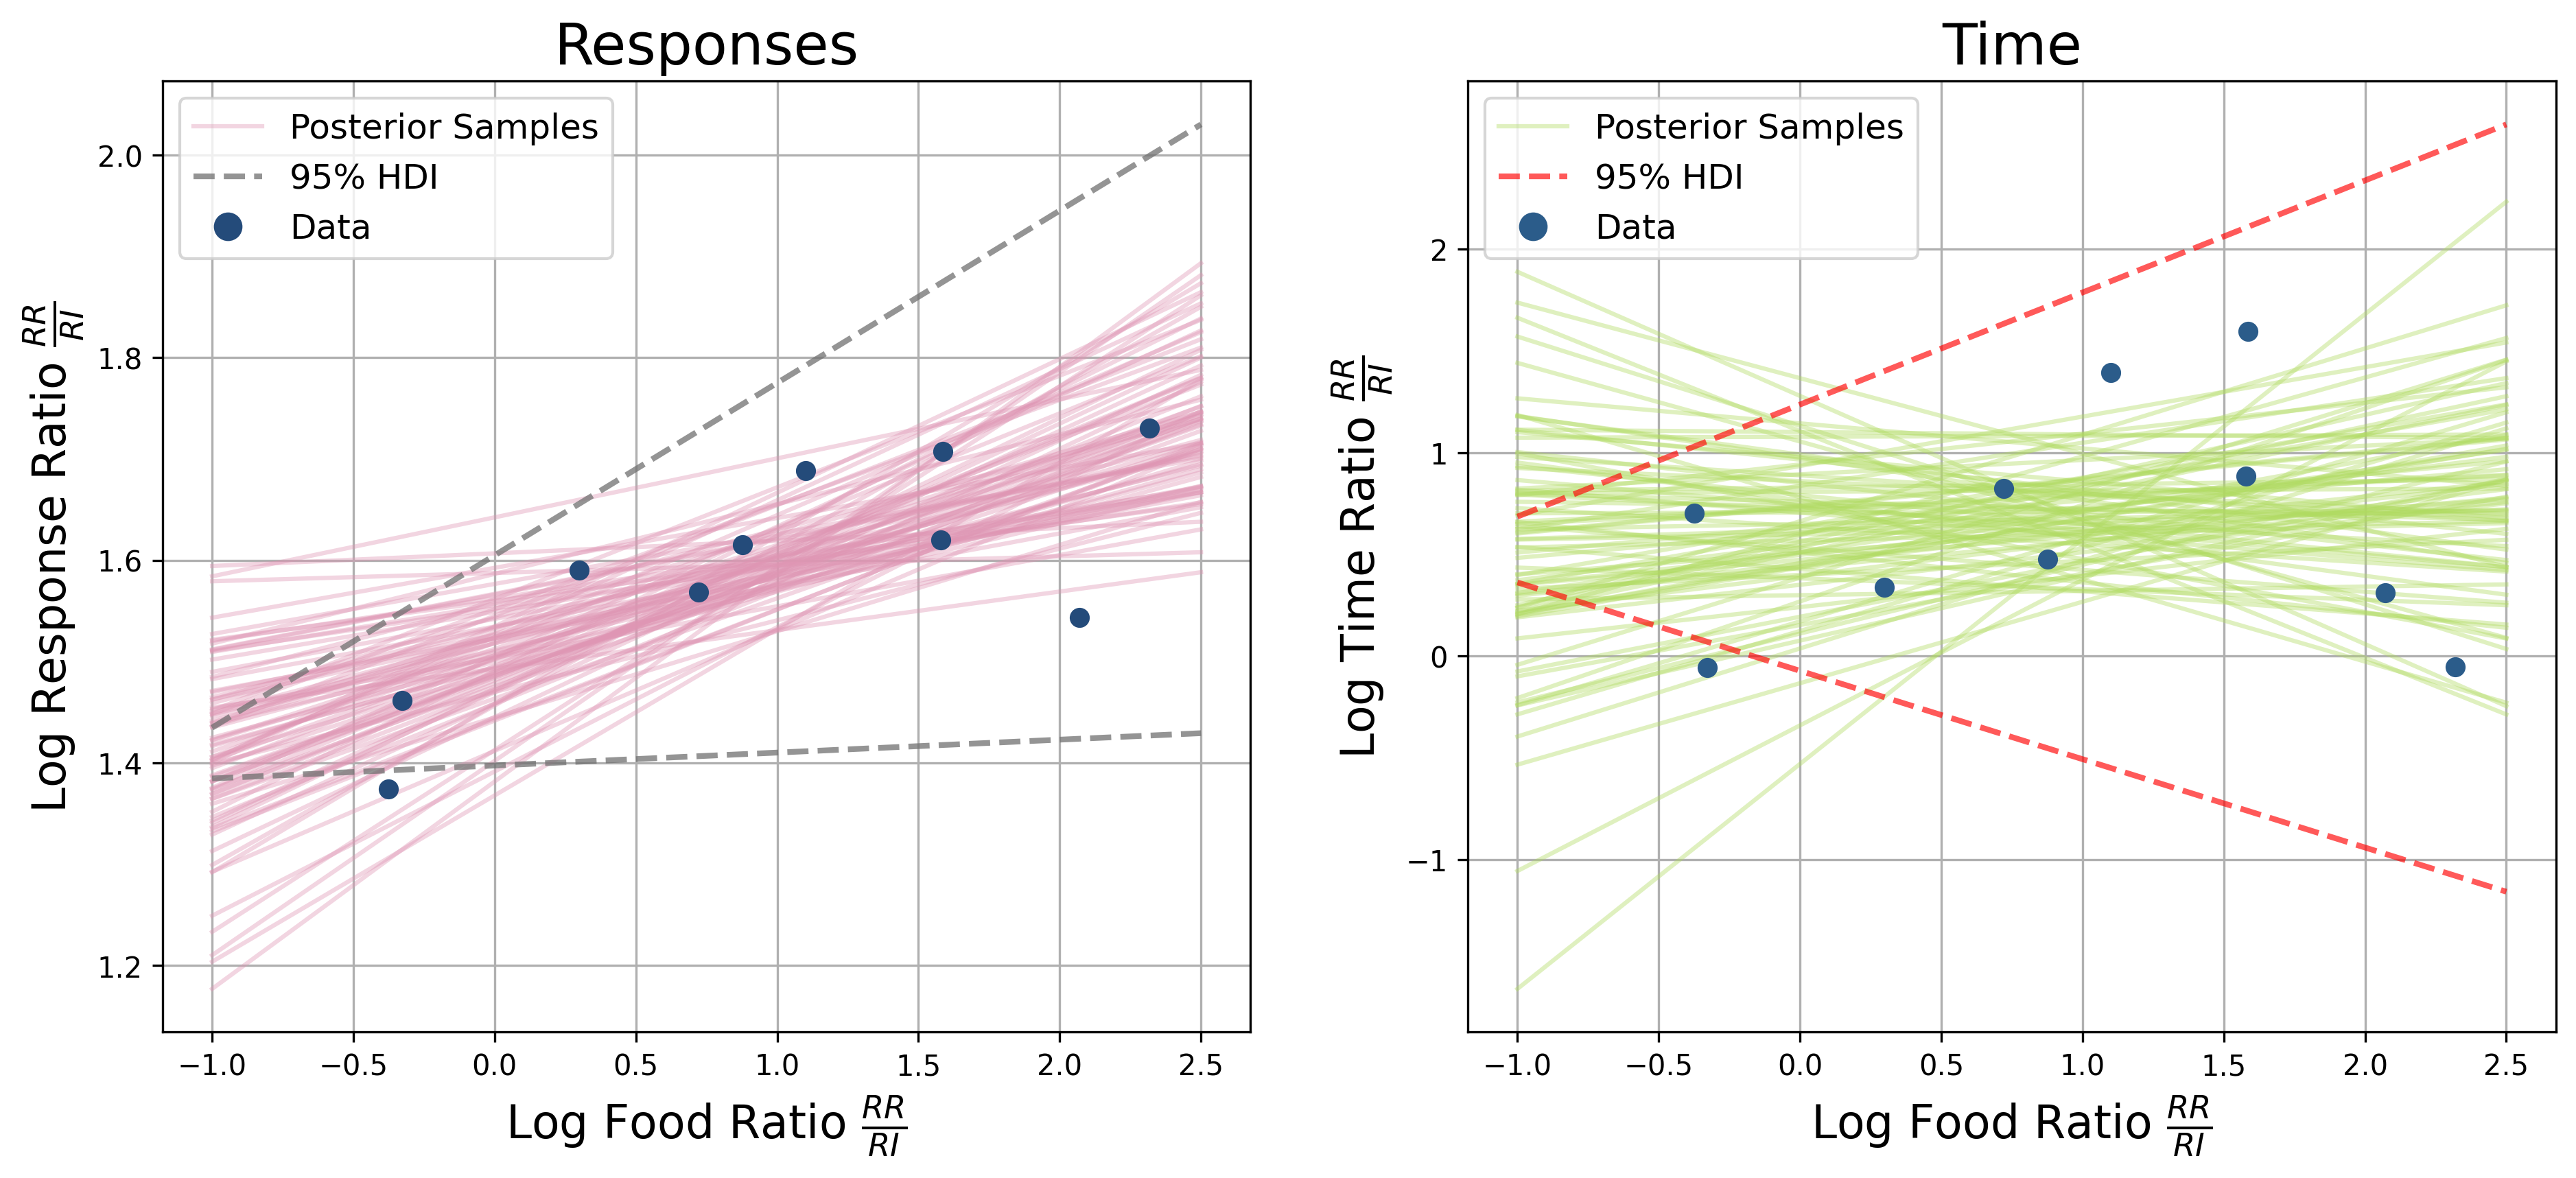 Responses
Posterior Samples
95% HDI
Data
2.0
1.8
1.6
1.4
1.2
Log Response Ratio RR/RI
−1.0 −0.5 0.0 0.5 1.0 1.5 2.0 2.5
Log Food Ratio RR/RI
Time
Posterior Samples
95% HDI
Data
2
1
0
−1
Log Time Ratio RR/RI
−1.0 −0.5 0.0 0.5 1.0 1.5 2.0 2.5
Log Food Ratio RR/RI